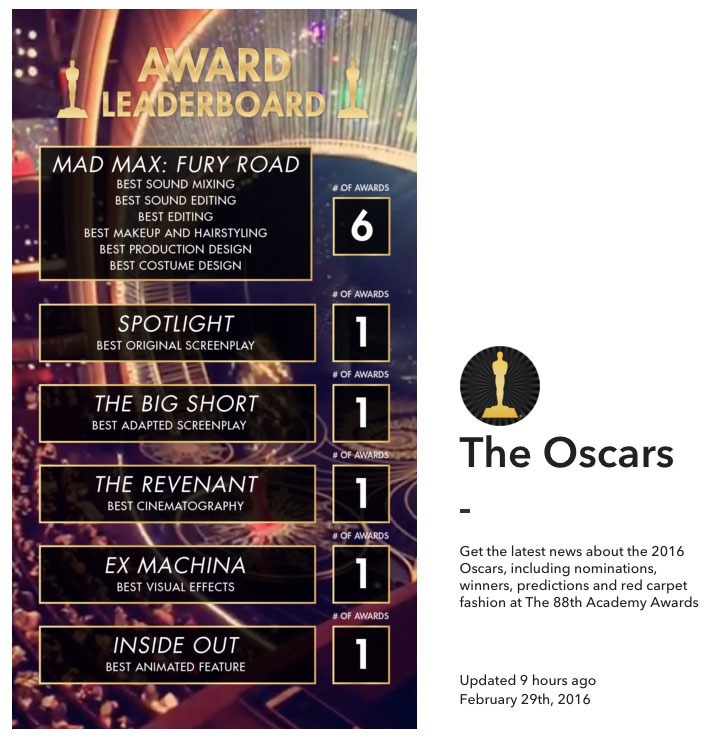 AWARD
LEADERBOARD
MAD MAX: FURY ROAD
BEST SOUND MIXING
BEST SOUND EDITING
BEST EDITING
BEST MAKEUP AND HAIRSTYLING
BEST PRODUCTION DESIGN
BEST COSTUME DESIGN
# OF AWARDS
6
SPOTLIGHT
BEST ORIGINAL SCREENPLAY
# OF AWARDS
1
THE BIG SHORT
BEST ADAPTED SCREENPLAY
# OF AWARDS
1
THE REVENANT
BEST CINEMATOGRAPHY
# OF AWARDS
1
EX MACHINA
BEST VISUAL EFFECTS
# OF AWARDS
1
INSIDE OUT
BEST ANIMATED FEATURE
# OF AWARDS
1
The Oscars
-
Get the latest news about the 2016
Oscars, including nominations,
winners, predictions and red carpet
fashion at The 88th Academy Awards
Updated 9 hours ago
February 29th, 2016